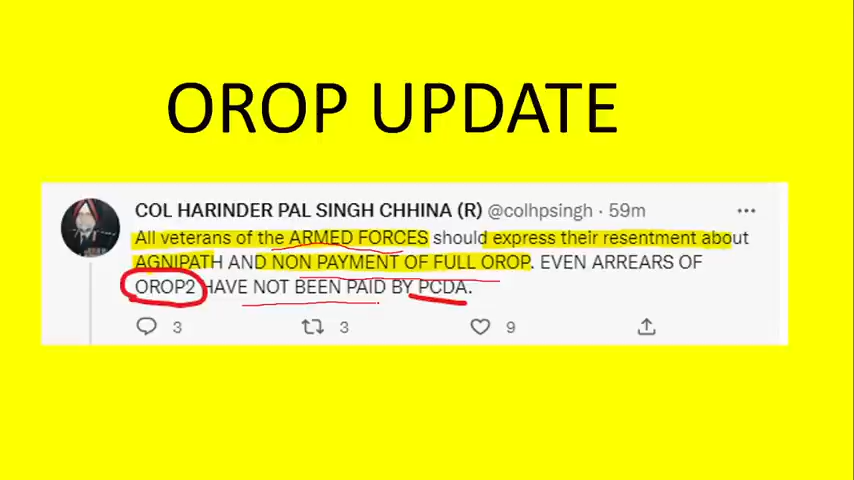 OROP UPDATE
COL HARINDER PAL SINGH CHHINA (R) @colhpsingh · 59m
All veterans of the ARMED FORCES should express their resentment about
AGNIPATH AND NON PAYMENT OF FULL OROP. EVEN ARREARS OF
OROP2 HAVE NOT BEEN PAID BY PCDA.
3 3 9